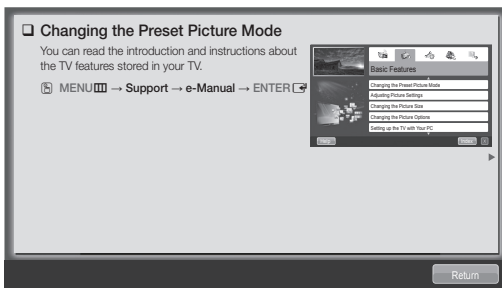 Changing the Preset Picture Mode
You can read the introduction and instructions about
the TV features stored in your TV.
MENU → Support → e-Manual → ENTER
Basic Features
Changing the Preset Picture Mode
Adjusting Picture Settings
Changing the Picture Size
Changing the Picture Options
Setting up the TV with Your PC
Return